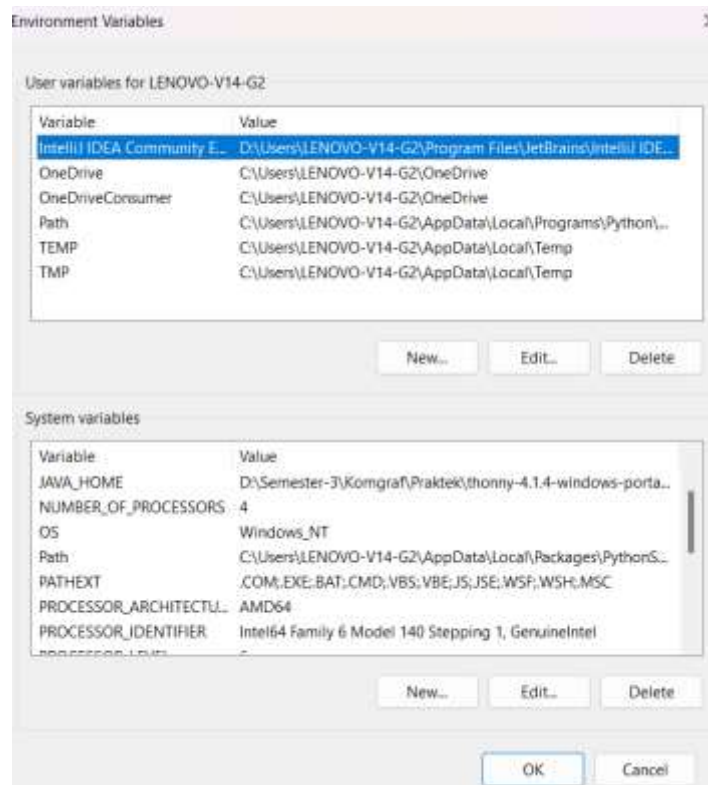 Environment Variables
User variables for LENOVO-V14-G2
Variable Value
IntelliJ IDEA Community E... D:\Users\LENOVO-V14-G2\Program Files\JetBrains\IntelliJ IDE...
OneDrive C:\Users\LENOVO-V14-G2\OneDrive
OneDriveConsumer C:\Users\LENOVO-V14-G2\OneDrive
Path C:\Users\LENOVO-V14-G2\AppData\Local\Programs\Python\...
TEMP C:\Users\LENOVO-V14-G2\AppData\Local\Temp
TMP C:\Users\LENOVO-V14-G2\AppData\Local\Temp
New... Edit... Delete
System variables
Variable Value
JAVA_HOME D:\Semester-3\Komgraf\Praktek\thonny-4.1.4-windows-porta...
NUMBER_OF_PROCESSORS 4
OS Windows_NT
Path C:\Users\LENOVO-V14-G2\AppData\Local\Packages\PythonS...
PATHEXT .COM;.EXE;.BAT;.CMD;.VBS;.VBE;.JS;.JSE;.WSF;.WSH;.MSC
PROCESSOR_ARCHITECTU... AMD64
PROCESSOR_IDENTIFIER Intel64 Family 6 Model 140 Stepping 1, GenuineIntel
New... Edit... Delete
OK Cancel